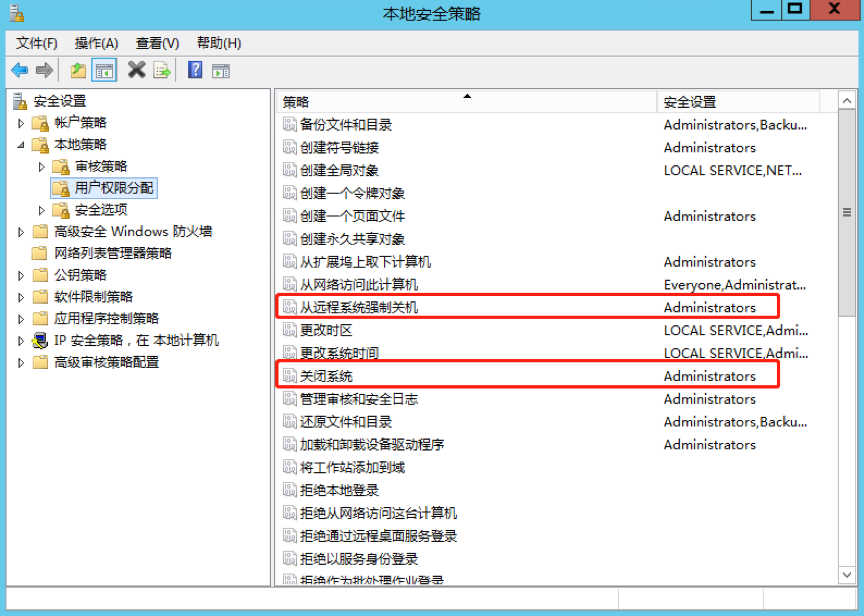 本地安全策略
文件(F) 操作(A) 查看(V) 帮助(H)
安全设置
帐户策略
本地策略
审核策略
用户权限分配
安全选项
高级安全 Windows 防火墙
网络列表管理器策略
公钥策略
软件限制策略
应用程序控制策略
IP 安全策略，在 本地计算机
高级审核策略配置
策略 安全设置
备份文件和目录 Administrators,Backu...
创建符号链接 Administrators
创建全局对象 LOCAL SERVICE,NET...
创建一个令牌对象
创建一个页面文件 Administrators
创建永久共享对象
从扩展坞上取下计算机 Administrators
从网络访问此计算机 Everyone,Administrat...
从远程系统强制关机 Administrators
更改时区 LOCAL SERVICE,Admi...
更改系统时间 LOCAL SERVICE,Admi...
关闭系统 Administrators
管理审核和安全日志 Administrators
还原文件和目录 Administrators,Backu...
加载和卸载设备驱动程序 Administrators
将工作站添加到域
拒绝本地登录
拒绝从网络访问这台计算机
拒绝通过远程桌面服务登录
拒绝以服务身份登录
拒绝作为批处理作业登录